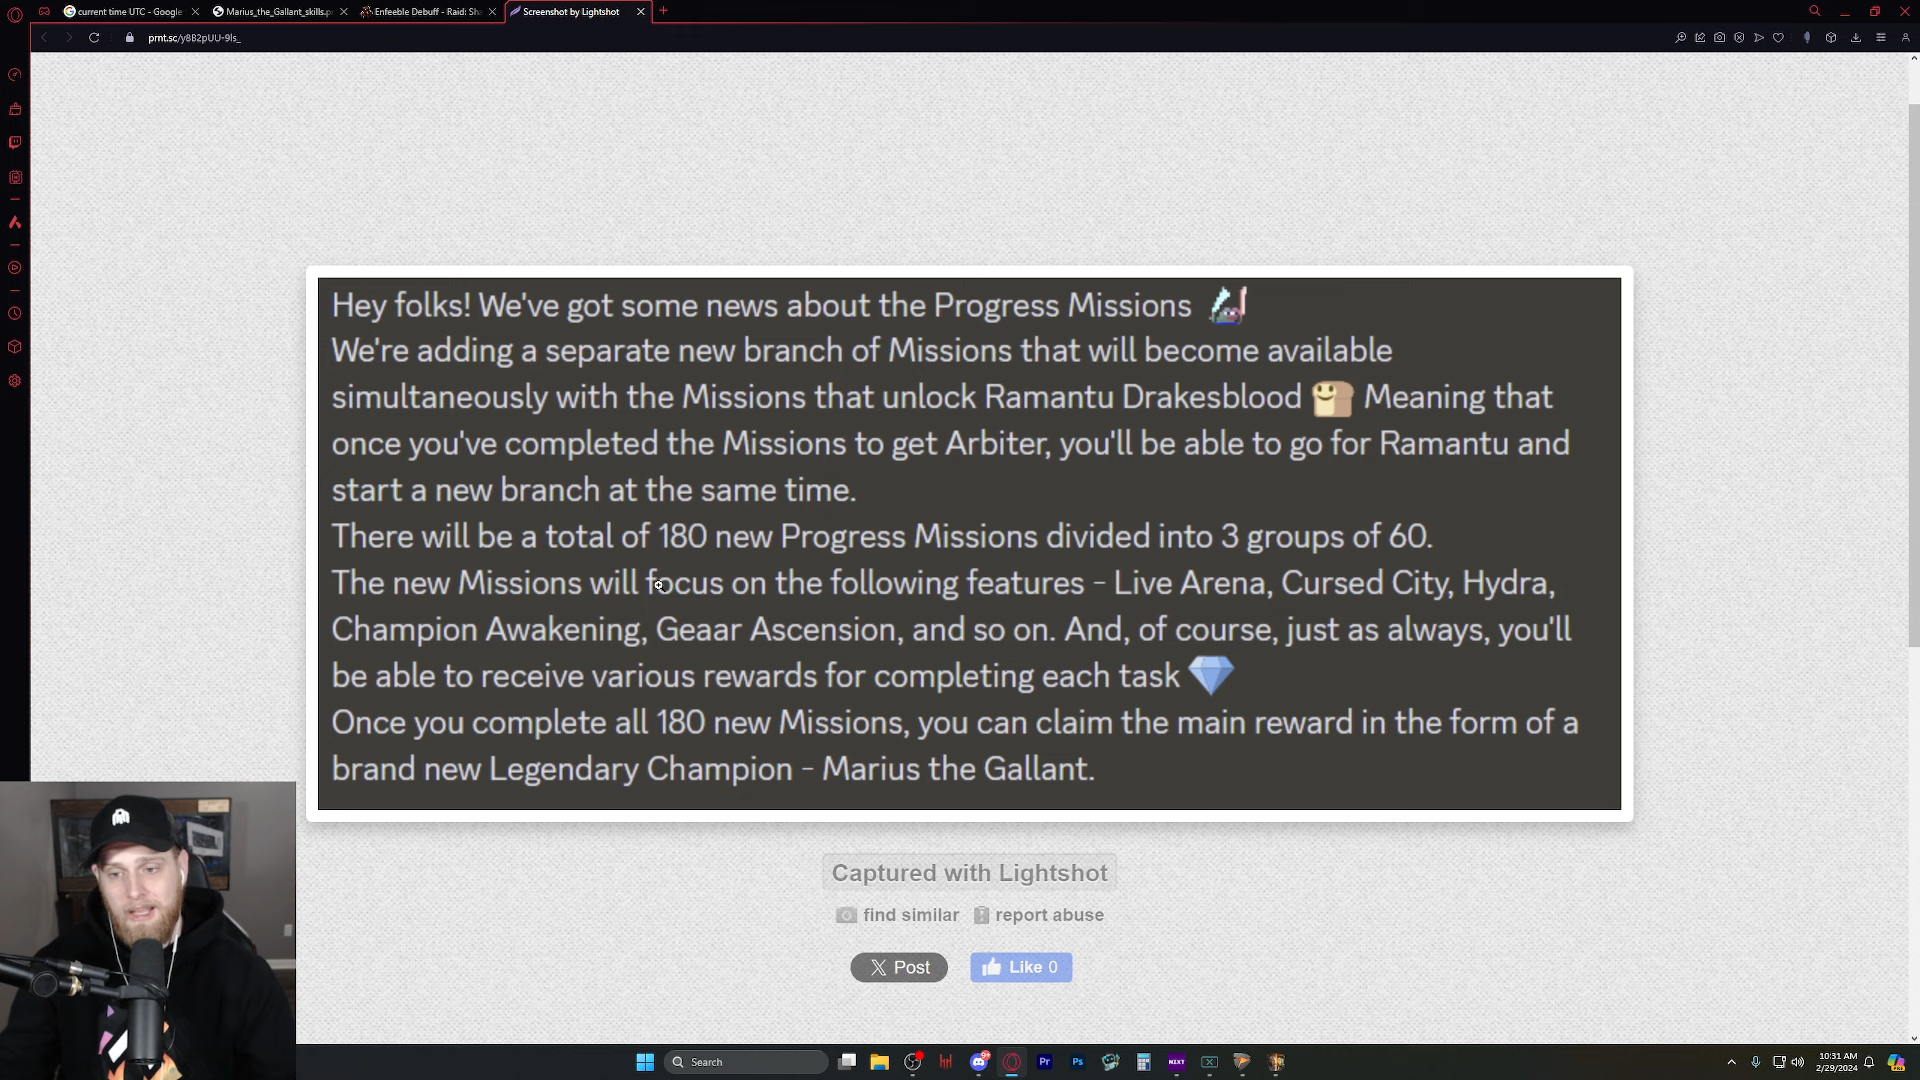 current time UTC - Google
Marius_the_Gallant_skills.pn
Enfeeble Debuff - Raid: Sha
Screenshot by Lightshot
prnt.sc/y8B2pUU-9ls_
Hey folks! We've got some news about the Progress Missions
We're adding a separate new branch of Missions that will become available
simultaneously with the Missions that unlock Ramantu Drakesblood Meaning that
once you've completed the Missions to get Arbiter, you'll be able to go for Ramantu and
start a new branch at the same time.
There will be a total of 180 new Progress Missions divided into 3 groups of 60.
The new Missions will focus on the following features - Live Arena, Cursed City, Hydra,
Champion Awakening, Geaar Ascension, and so on. And, of course, just as always, you'll
be able to receive various rewards for completing each task
Once you complete all 180 new Missions, you can claim the main reward in the form of a
brand new Legendary Champion - Marius the Gallant.
Captured with Lightshot
find similar
report abuse
X Post
Like 0
Search
9+
Pr
Ps
NZXT
10:31 AM
2/29/2024